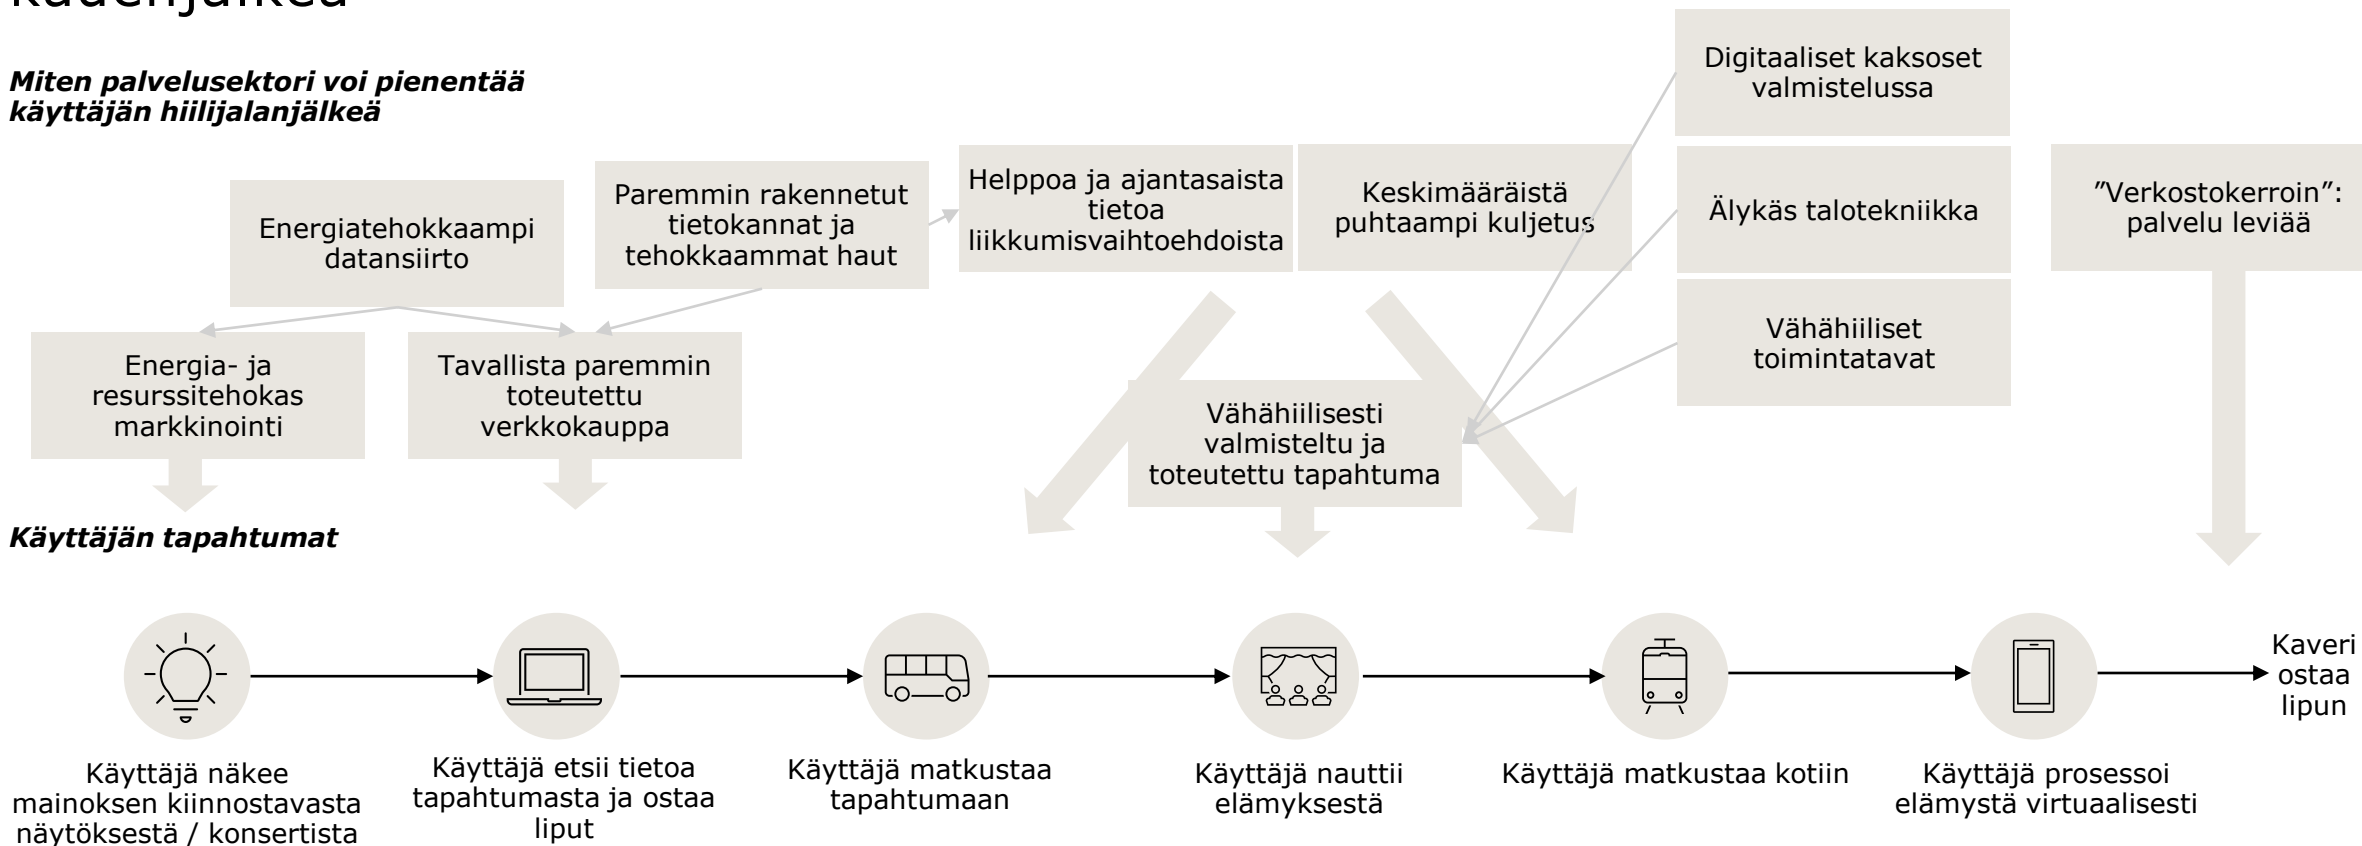 kädenjälkeä
Miten palvelusektori voi pienentää
käyttäjän hiilijalanjälkeä
Energiatehokkaampi
datansiirto
Paremmin rakennetut
tietokannat ja
tehokkaammat haut
Helppoa ja ajantasaista
tietoa
liikkumisvaihtoehdoista
Keskimääräistä
puhtaampi kuljetus
Digitaaliset kaksoset
valmistelussa
Älykäs talotekniikka
Vähähiiliset
toimintatavat
”Verkostokerroin”:
palvelu leviää
Energia- ja
resurssitehokas
markkinointi
Tavallista paremmin
toteutettu
verkkokauppa
Vähähiilisesti
valmisteltu ja
toteutettu tapahtuma
Käyttäjän tapahtumat
Käyttäjä näkee
mainoksen kiinnostavasta
näytöksestä / konsertista
Käyttäjä etsii tietoa
tapahtumasta ja ostaa
liput
Käyttäjä matkustaa
tapahtumaan
Käyttäjä nauttii
elämyksestä
Käyttäjä matkustaa kotiin
Käyttäjä prosessoi
elämystä virtuaalisesti
Kaveri
ostaa
lipun